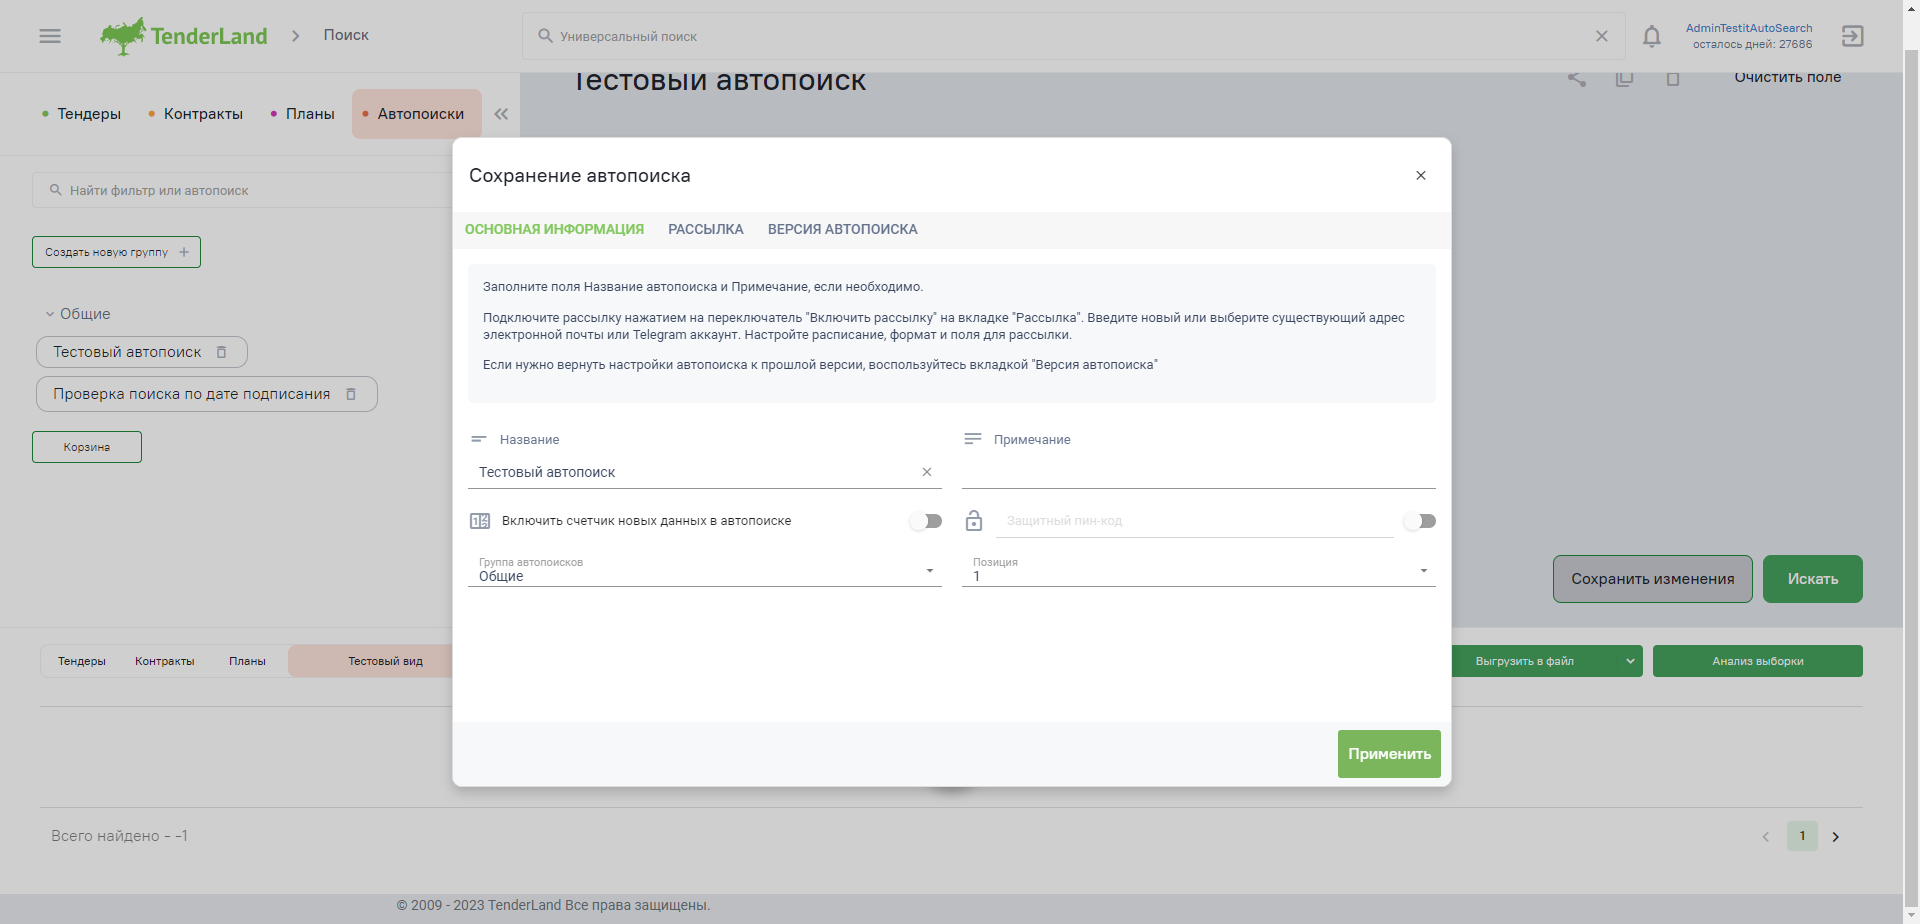 TenderLand
Поиск
Универсальный поиск
AdminTestitAutoSearch
осталось дней: 27686
Тендеры
Контракты
Планы
Автопоиски
Тестовый автопоиск
Очистить поле
Найти фильтр или автопоиск
Создать новую группу
Общие
Тестовый автопоиск
Проверка поиска по дате подписания
Корзина
Сохранение автопоиска
ОСНОВНАЯ ИНФОРМАЦИЯ
РАССЫЛКА
ВЕРСИЯ АВТОПОИСКА
Заполните поля Название автопоиска и Примечание, если необходимо.
Подключите рассылку нажатием на переключатель "Включить рассылку" на вкладке "Рассылка". Введите новый или выберите существующий адрес
электронной почты или Telegram аккаунт. Настройте расписание, формат и поля для рассылки.
Если нужно вернуть настройки автопоиска к прошлой версии, воспользуйтесь вкладкой "Версия автопоиска"
Название
Примечание
Тестовый автопоиск
Включить счетчик новых данных в автопоиске
Защитный пин-код
Группа автопоисков
Общие
Позиция
1
Применить
Сохранить изменения
Искать
Тендеры
Контракты
Планы
Тестовый вид
Выгрузить в файл
Анализ выборки
Всего найдено - -1
1
© 2009 - 2023 TenderLand Все права защищены.